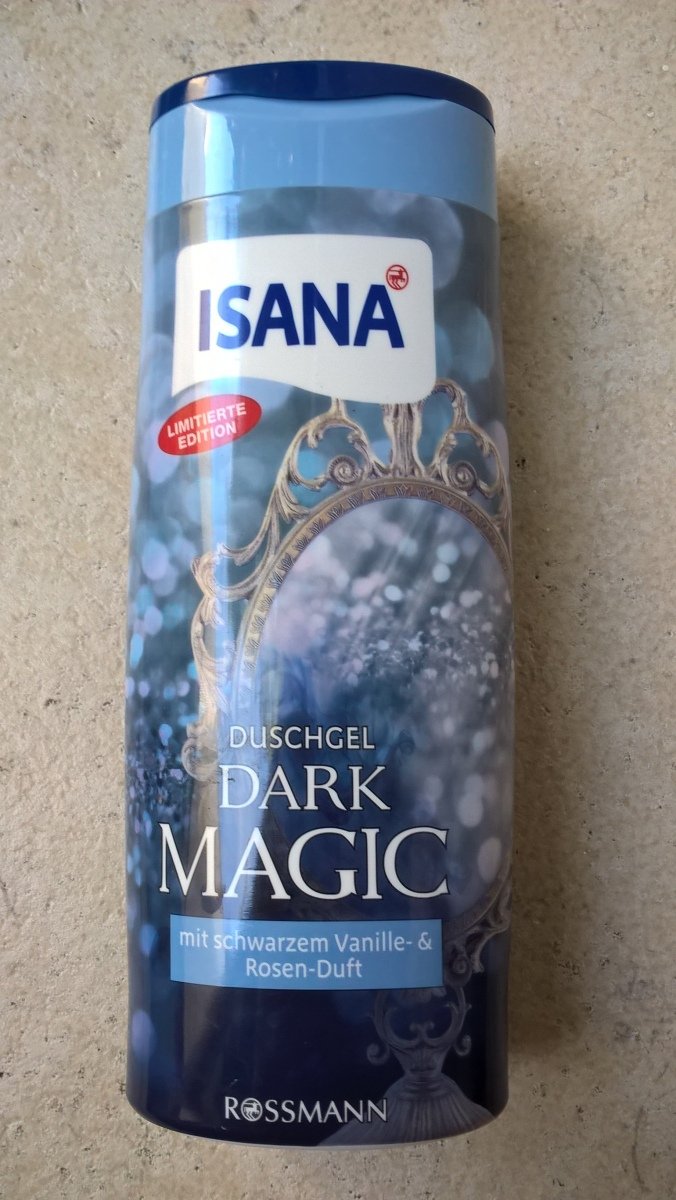 ISANA
LIMITIERTE
EDITION
DUSCHGEL
DARK
MAGIC
mit schwarzem Vanille- &
Rosen-Duft
ROSSMANN